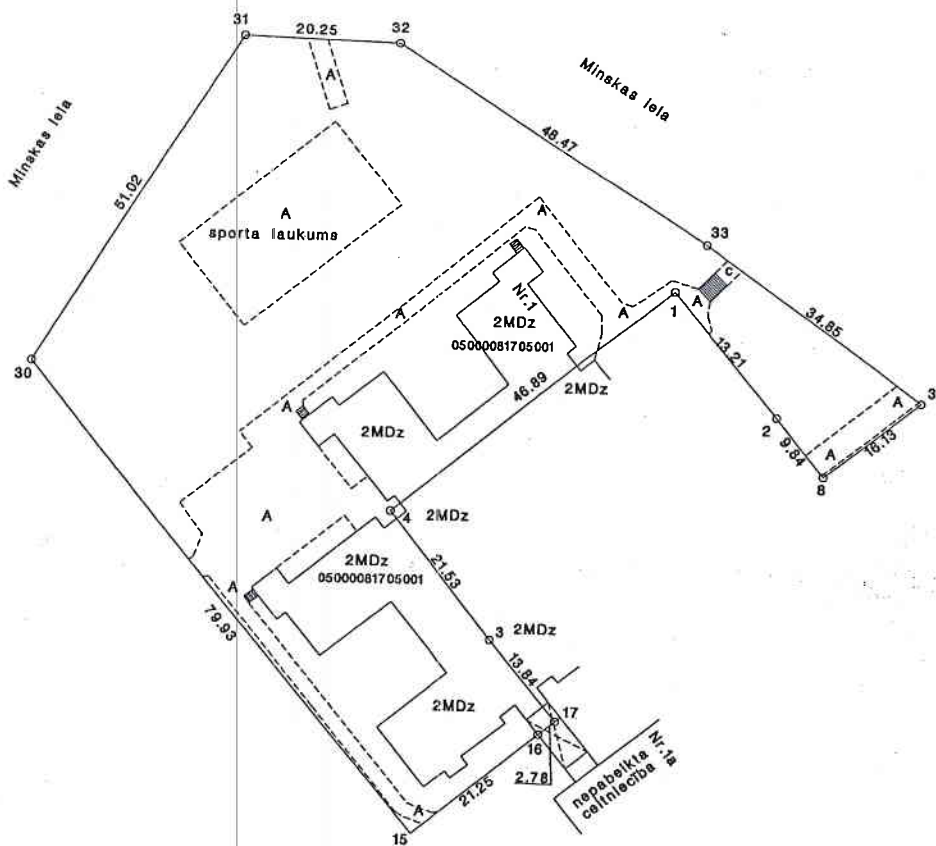 31
20.25
32
Minskas iela
Minskas iela
A
48.47
51.02
A
sporta laukums
A
33
c
A
A
1
Nr.1
2MDz
05000081705001
34.85
A
13.21
46.89
2MDz
30
A
3
A
2
9.84
A
16.13
8
2MDz
A
4
2MDz
2MDz
05000081705001
21.53
A
79.93
3
2MDz
13.84
2MDz
17
16
2.78
Nr.1a
nepabeikta
celtniecība
21.25
A
15